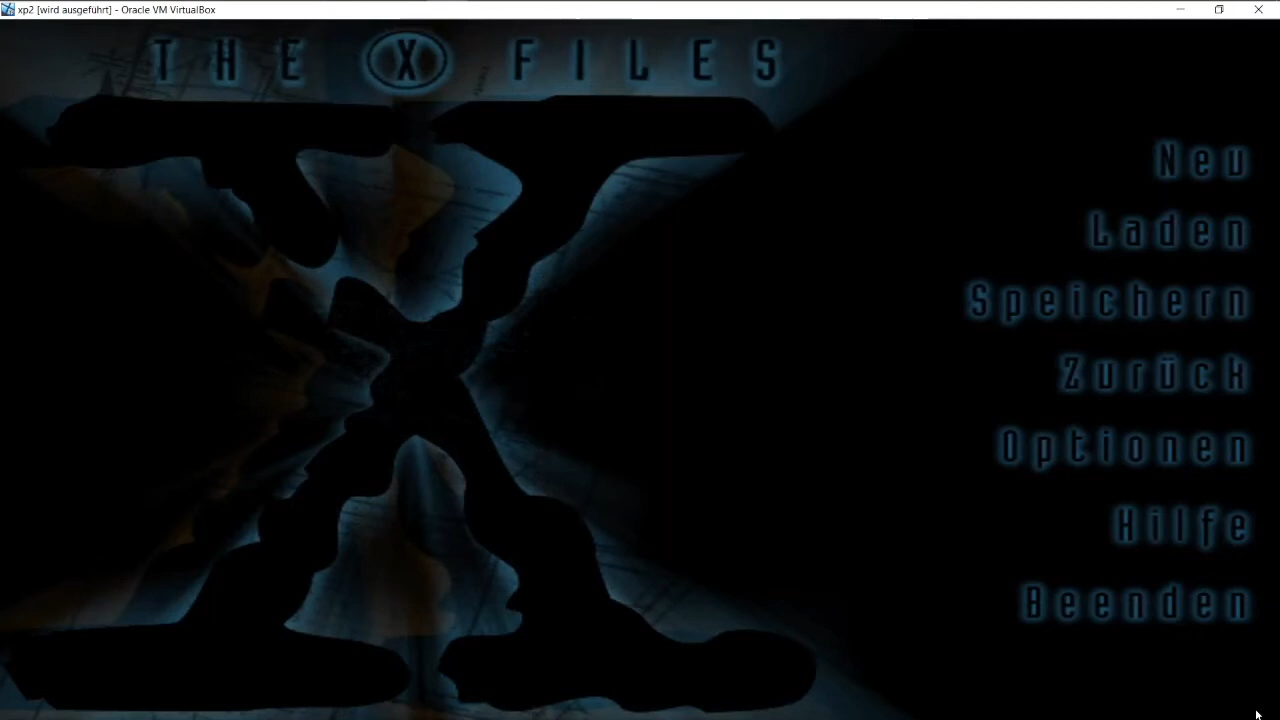 xp2 [wird ausgeführt] - Oracle VM VirtualBox
THE X FILES
Neu
Laden
Speichern
Zurück
Optionen
Hilfe
Beenden